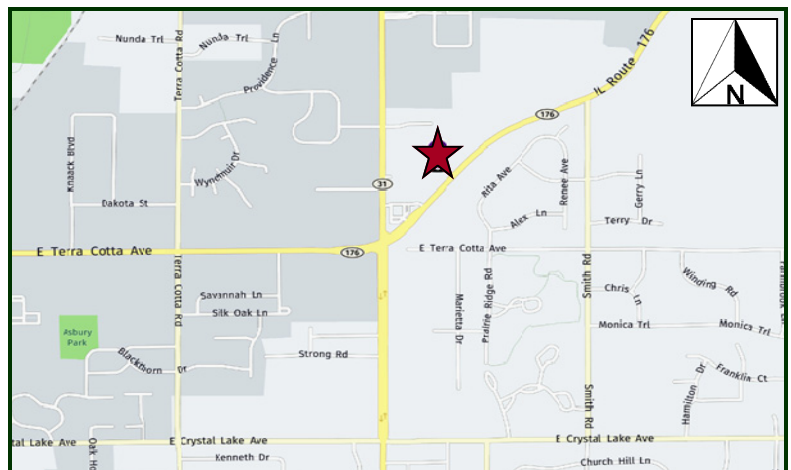 Nunda Trl
Nunda Trl
Terra Cotta Rd
Providence Ln
IL Route 176
N
176
Knaack Blvd
Wynnmuir Dr
Dakota St
31
Rita Ave
Renee Ave
Gerry Ln
Alex Ln
Terry Dr
E Terra Cotta Ave
176
E Terra Cotta Ave
Terra Cotta Rd
Smith Rd
Winding Rd
Savannah Ln
Silk Oak Ln
Marietta Dr
Prairie Ridge Rd
Chris Ln
Monica Trl
Monica Trl
Asbury
Park
Blackthorn Dr
Strong Rd
Hamilton Dr
Franklin Ct
Smith Rd
tal Lake Ave
E Crystal Lake Ave
E Crystal Lake Ave
Kenneth Dr
Church Hill Ln